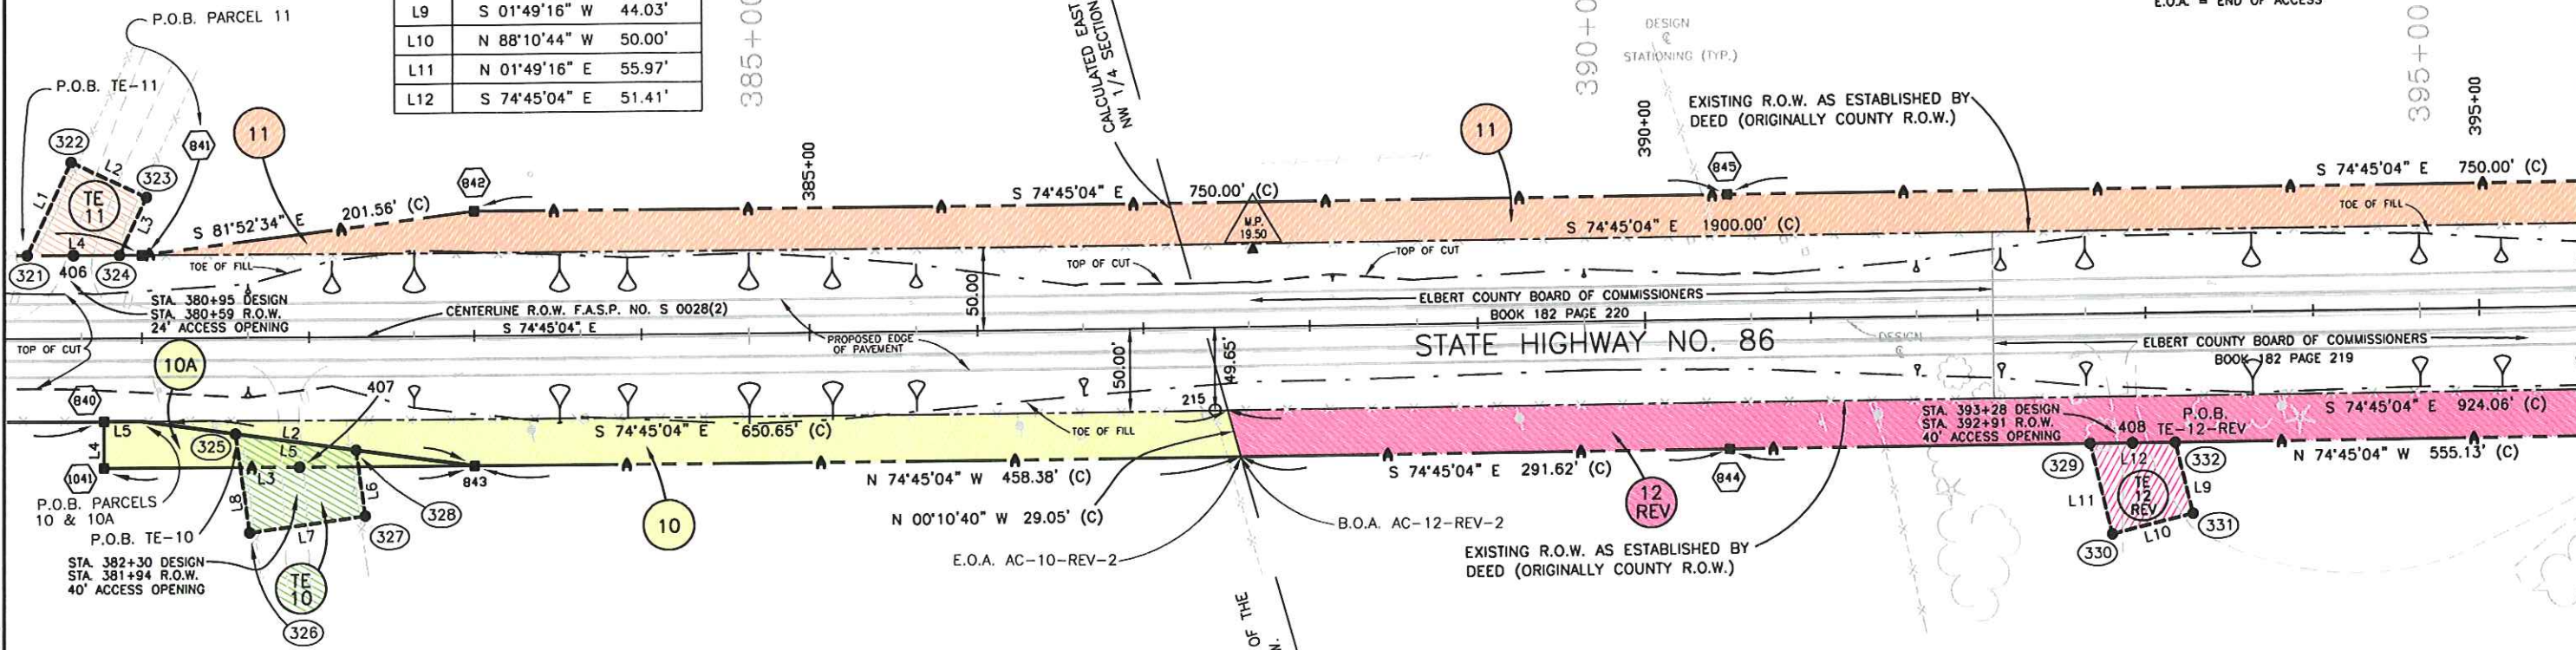 P.O.B. PARCEL 11
P.O.B. TE-11
L9 S 01°49'16" W 44.03'
L10 N 88°10'44" W 50.00'
L11 N 01°49'16" E 55.97'
L12 S 74°45'04" E 51.41'
385+00
CALCULATED EAST
NW 1/4 SECTION
390+0
DESIGN
℄
STATIONING (TYP.)
E.O.A. = END OF ACCESS
395+00
322
L2
841
11
L1
323
TE
11
L3
L4
321
406
324
842
S 81°52'34" E 201.56' (C)
385+00
S 74°45'04" E 750.00' (C)
M.P.
19.50
11
390+00
845
EXISTING R.O.W. AS ESTABLISHED BY
DEED (ORIGINALLY COUNTY R.O.W.)
S 74°45'04" E 1900.00' (C)
395+00
S 74°45'04" E 750.00' (C)
TOE OF FILL
TOE OF FILL
TOP OF CUT
TOP OF CUT
STA. 380+95 DESIGN
STA. 380+59 R.O.W.
24' ACCESS OPENING
CENTERLINE R.O.W. F.A.S.P. NO. S 0028(2)
S 74°45'04" E
50.00'
ELBERT COUNTY BOARD OF COMMISSIONERS
BOOK 182 PAGE 220
TOP OF CUT
PROPOSED EDGE
OF PAVEMENT
50.00'
49.65'
STATE HIGHWAY NO. 86
DESIGN
℄
ELBERT COUNTY BOARD OF COMMISSIONERS
BOOK 182 PAGE 219
10A
407
840
L5
L4
325
L2
L5
L3
L8
L6
L7
843
S 74°45'04" E 650.65' (C)
TOE OF FILL
215
STA. 393+28 DESIGN
STA. 392+91 R.O.W.
40' ACCESS OPENING
408
P.O.B.
TE-12-REV
S 74°45'04" E 924.06' (C)
1041
P.O.B. PARCELS
10 & 10A
P.O.B. TE-10
328
327
10
N 74°45'04" W 458.38' (C)
N 00°10'40" W 29.05' (C)
E.O.A. AC-10-REV-2
B.O.A. AC-12-REV-2
S 74°45'04" E 291.62' (C)
12
REV
844
329
L12
332
N 74°45'04" W 555.13' (C)
L11
TE
12
REV
L9
331
330
L10
STA. 382+30 DESIGN
STA. 381+94 R.O.W.
40' ACCESS OPENING
TE
10
326
EXISTING R.O.W. AS ESTABLISHED BY
DEED (ORIGINALLY COUNTY R.O.W.)
OF THE